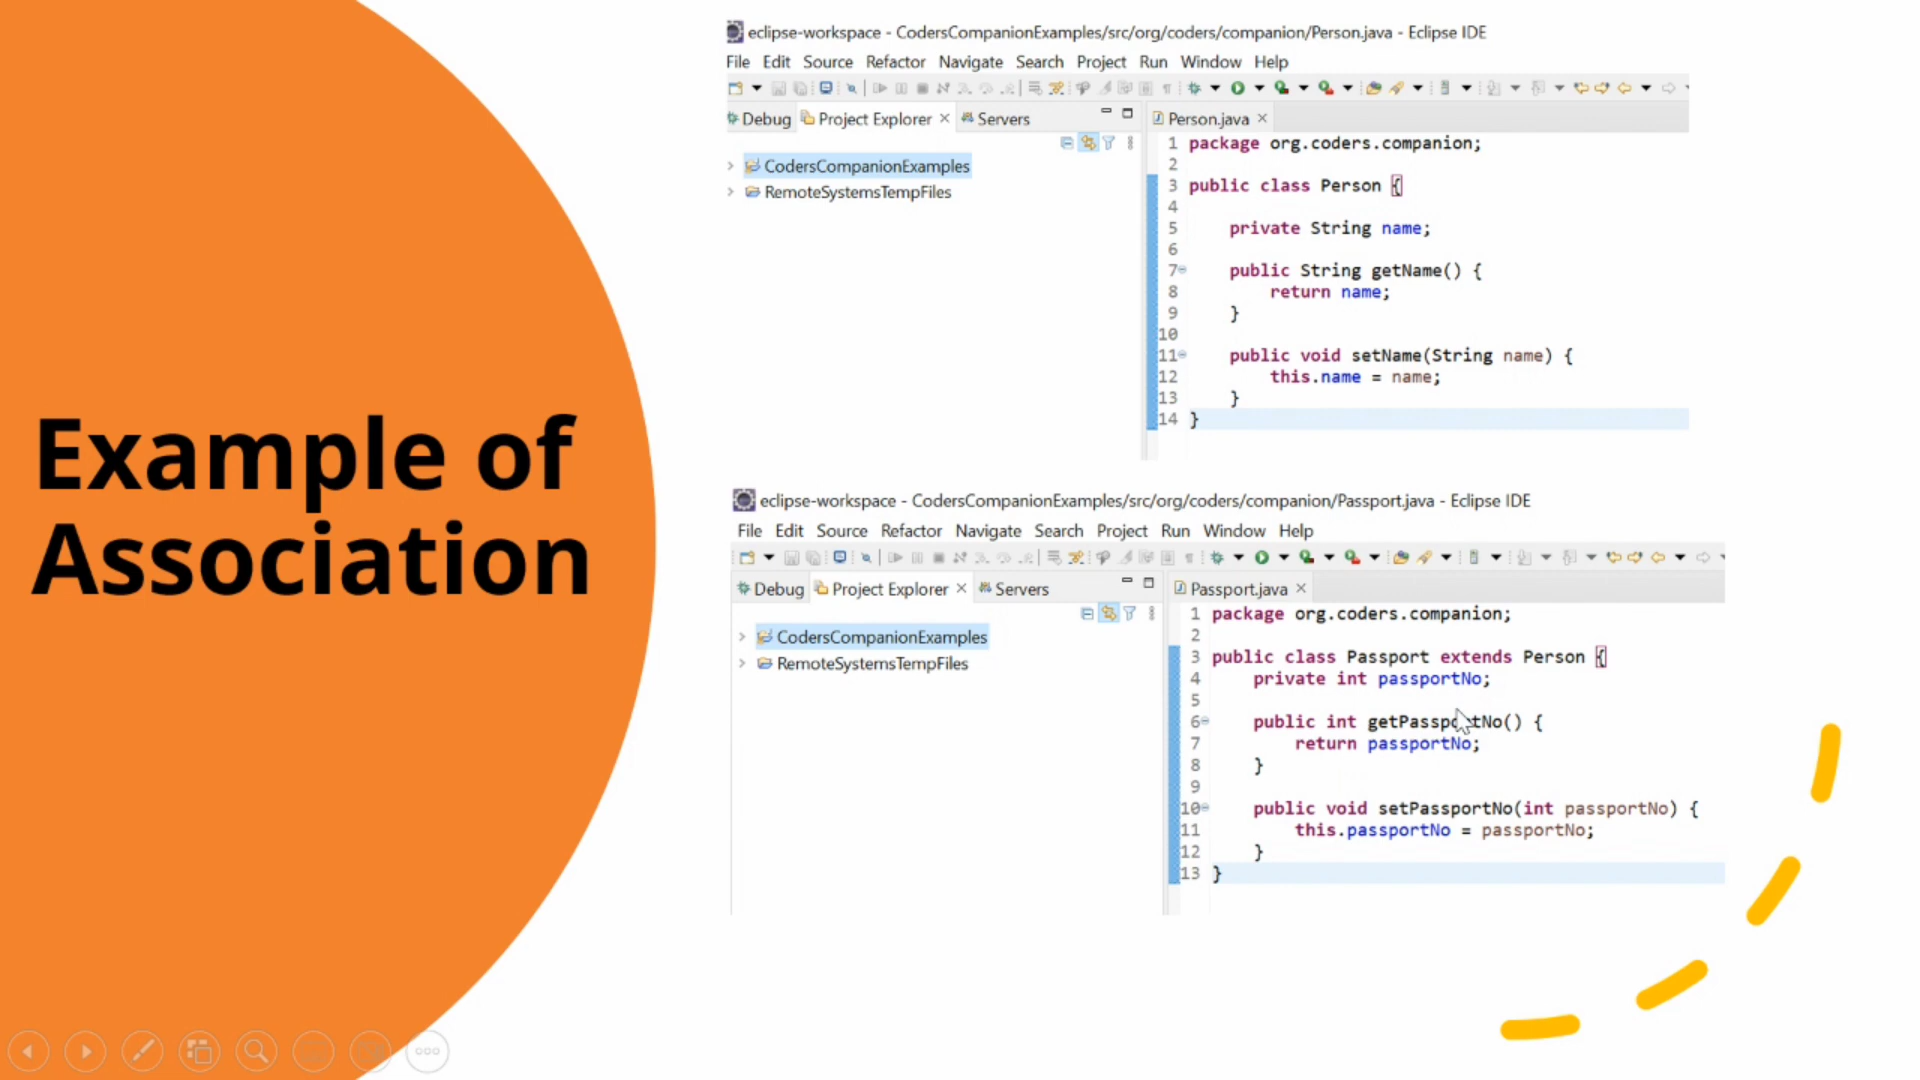 Example of
Association
eclipse-workspace - CodersCompanionExamples/src/org/coders/companion/Person.java - Eclipse IDE
File Edit Source Refactor Navigate Search Project Run Window Help
Debug Project Explorer Servers
CodersCompanionExamples
RemoteSystemsTempFiles
Person.java
1 package org.coders.companion;
2
3 public class Person {
4
5     private String name;
6
7     public String getName() {
8         return name;
9     }
10
11     public void setName(String name) {
12         this.name = name;
13     }
14 }
eclipse-workspace - CodersCompanionExamples/src/org/coders/companion/Passport.java - Eclipse IDE
File Edit Source Refactor Navigate Search Project Run Window Help
Debug Project Explorer Servers
CodersCompanionExamples
RemoteSystemsTempFiles
Passport.java
1 package org.coders.companion;
2
3 public class Passport extends Person {
4     private int passportNo;
5
6     public int getPassportNo() {
7         return passportNo;
8     }
9
10     public void setPassportNo(int passportNo) {
11         this.passportNo = passportNo;
12     }
13 }